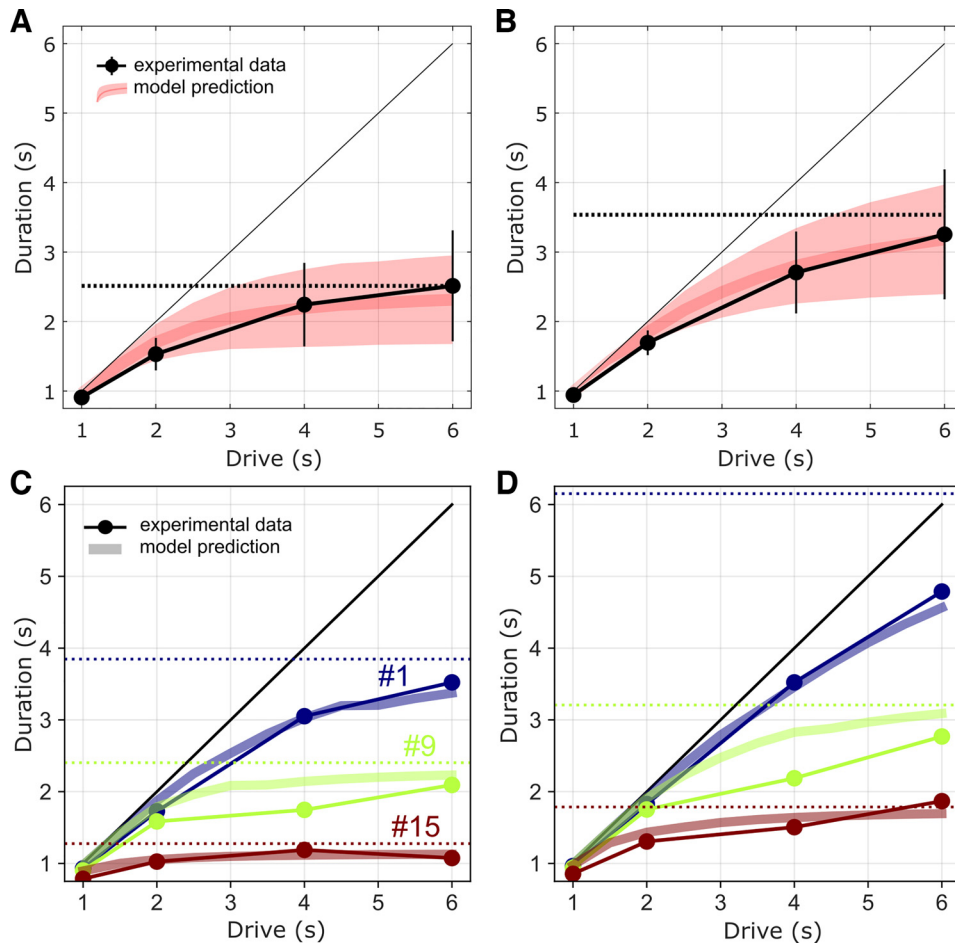 A
experimental data
model prediction
Duration (s)
6
5
4
3
2
1
1 2 3 4 5 6
Drive (s)
B
Duration (s)
6
5
4
3
2
1
1 2 3 4 5 6
Drive (s)
C
experimental data
model prediction
Duration (s)
6
5
4
3
2
1
#1
#9
#15
1 2 3 4 5 6
Drive (s)
D
Duration (s)
6
5
4
3
2
1
1 2 3 4 5 6
Drive (s)